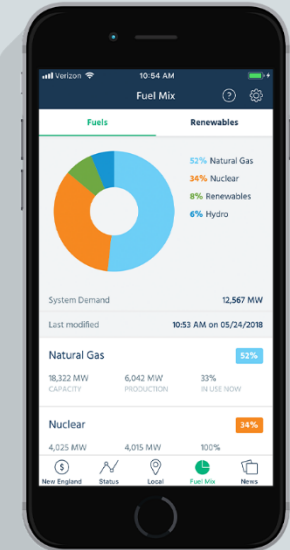 Verizon 10:54 AM
Fuel Mix ?
Fuels Renewables
52% Natural Gas
34% Nuclear
8% Renewables
6% Hydro
System Demand 12,567 MW
Last modified 10:53 AM on 05/24/2018
Natural Gas 52%
18,322 MW 6,042 MW 33%
CAPACITY PRODUCTION IN USE NOW
Nuclear 34%
4,025 MW 4,015 MW 100%
$
New England Status Local Fuel Mix News